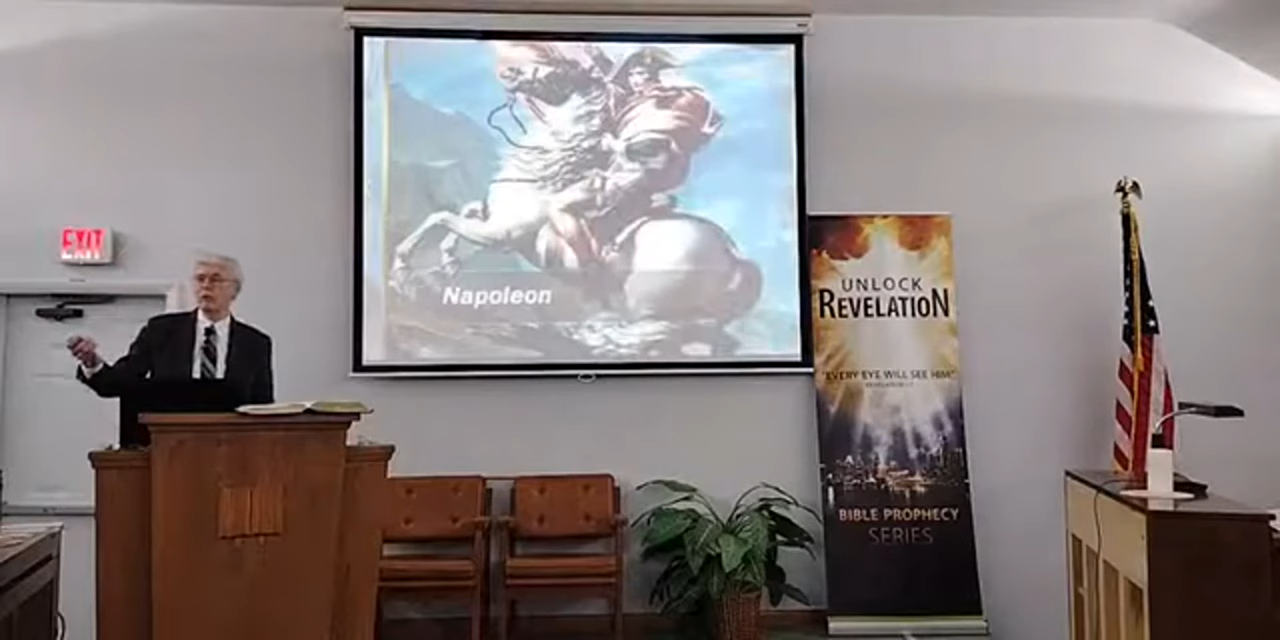 EXIT
Napoleon
UNLOCK
REVELATION
"EVERY EYE WILL SEE HIM"
BIBLE PROPHECY
SERIES